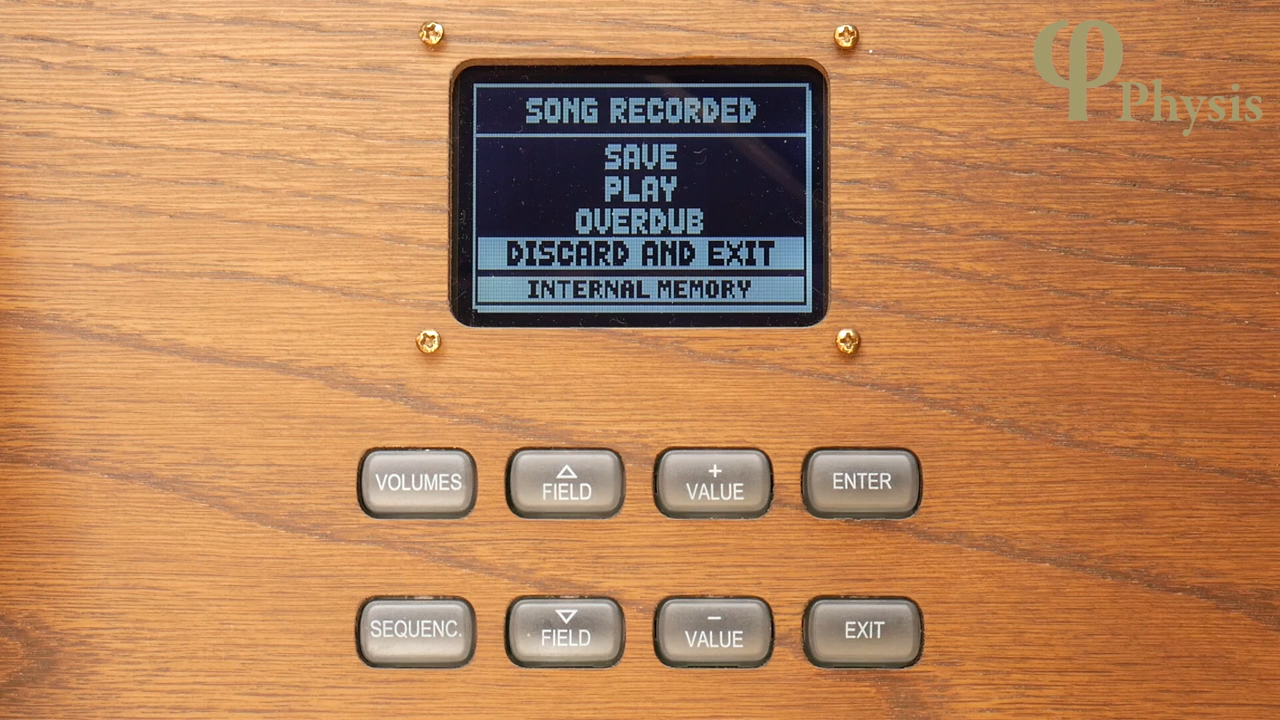 φ Physis
SONG RECORDED
SAVE
PLAY
OVERDUB
DISCARD AND EXIT
INTERNAL MEMORY
VOLUMES
△
FIELD
+
VALUE
ENTER
SEQUENC.
▽
FIELD
−
VALUE
EXIT